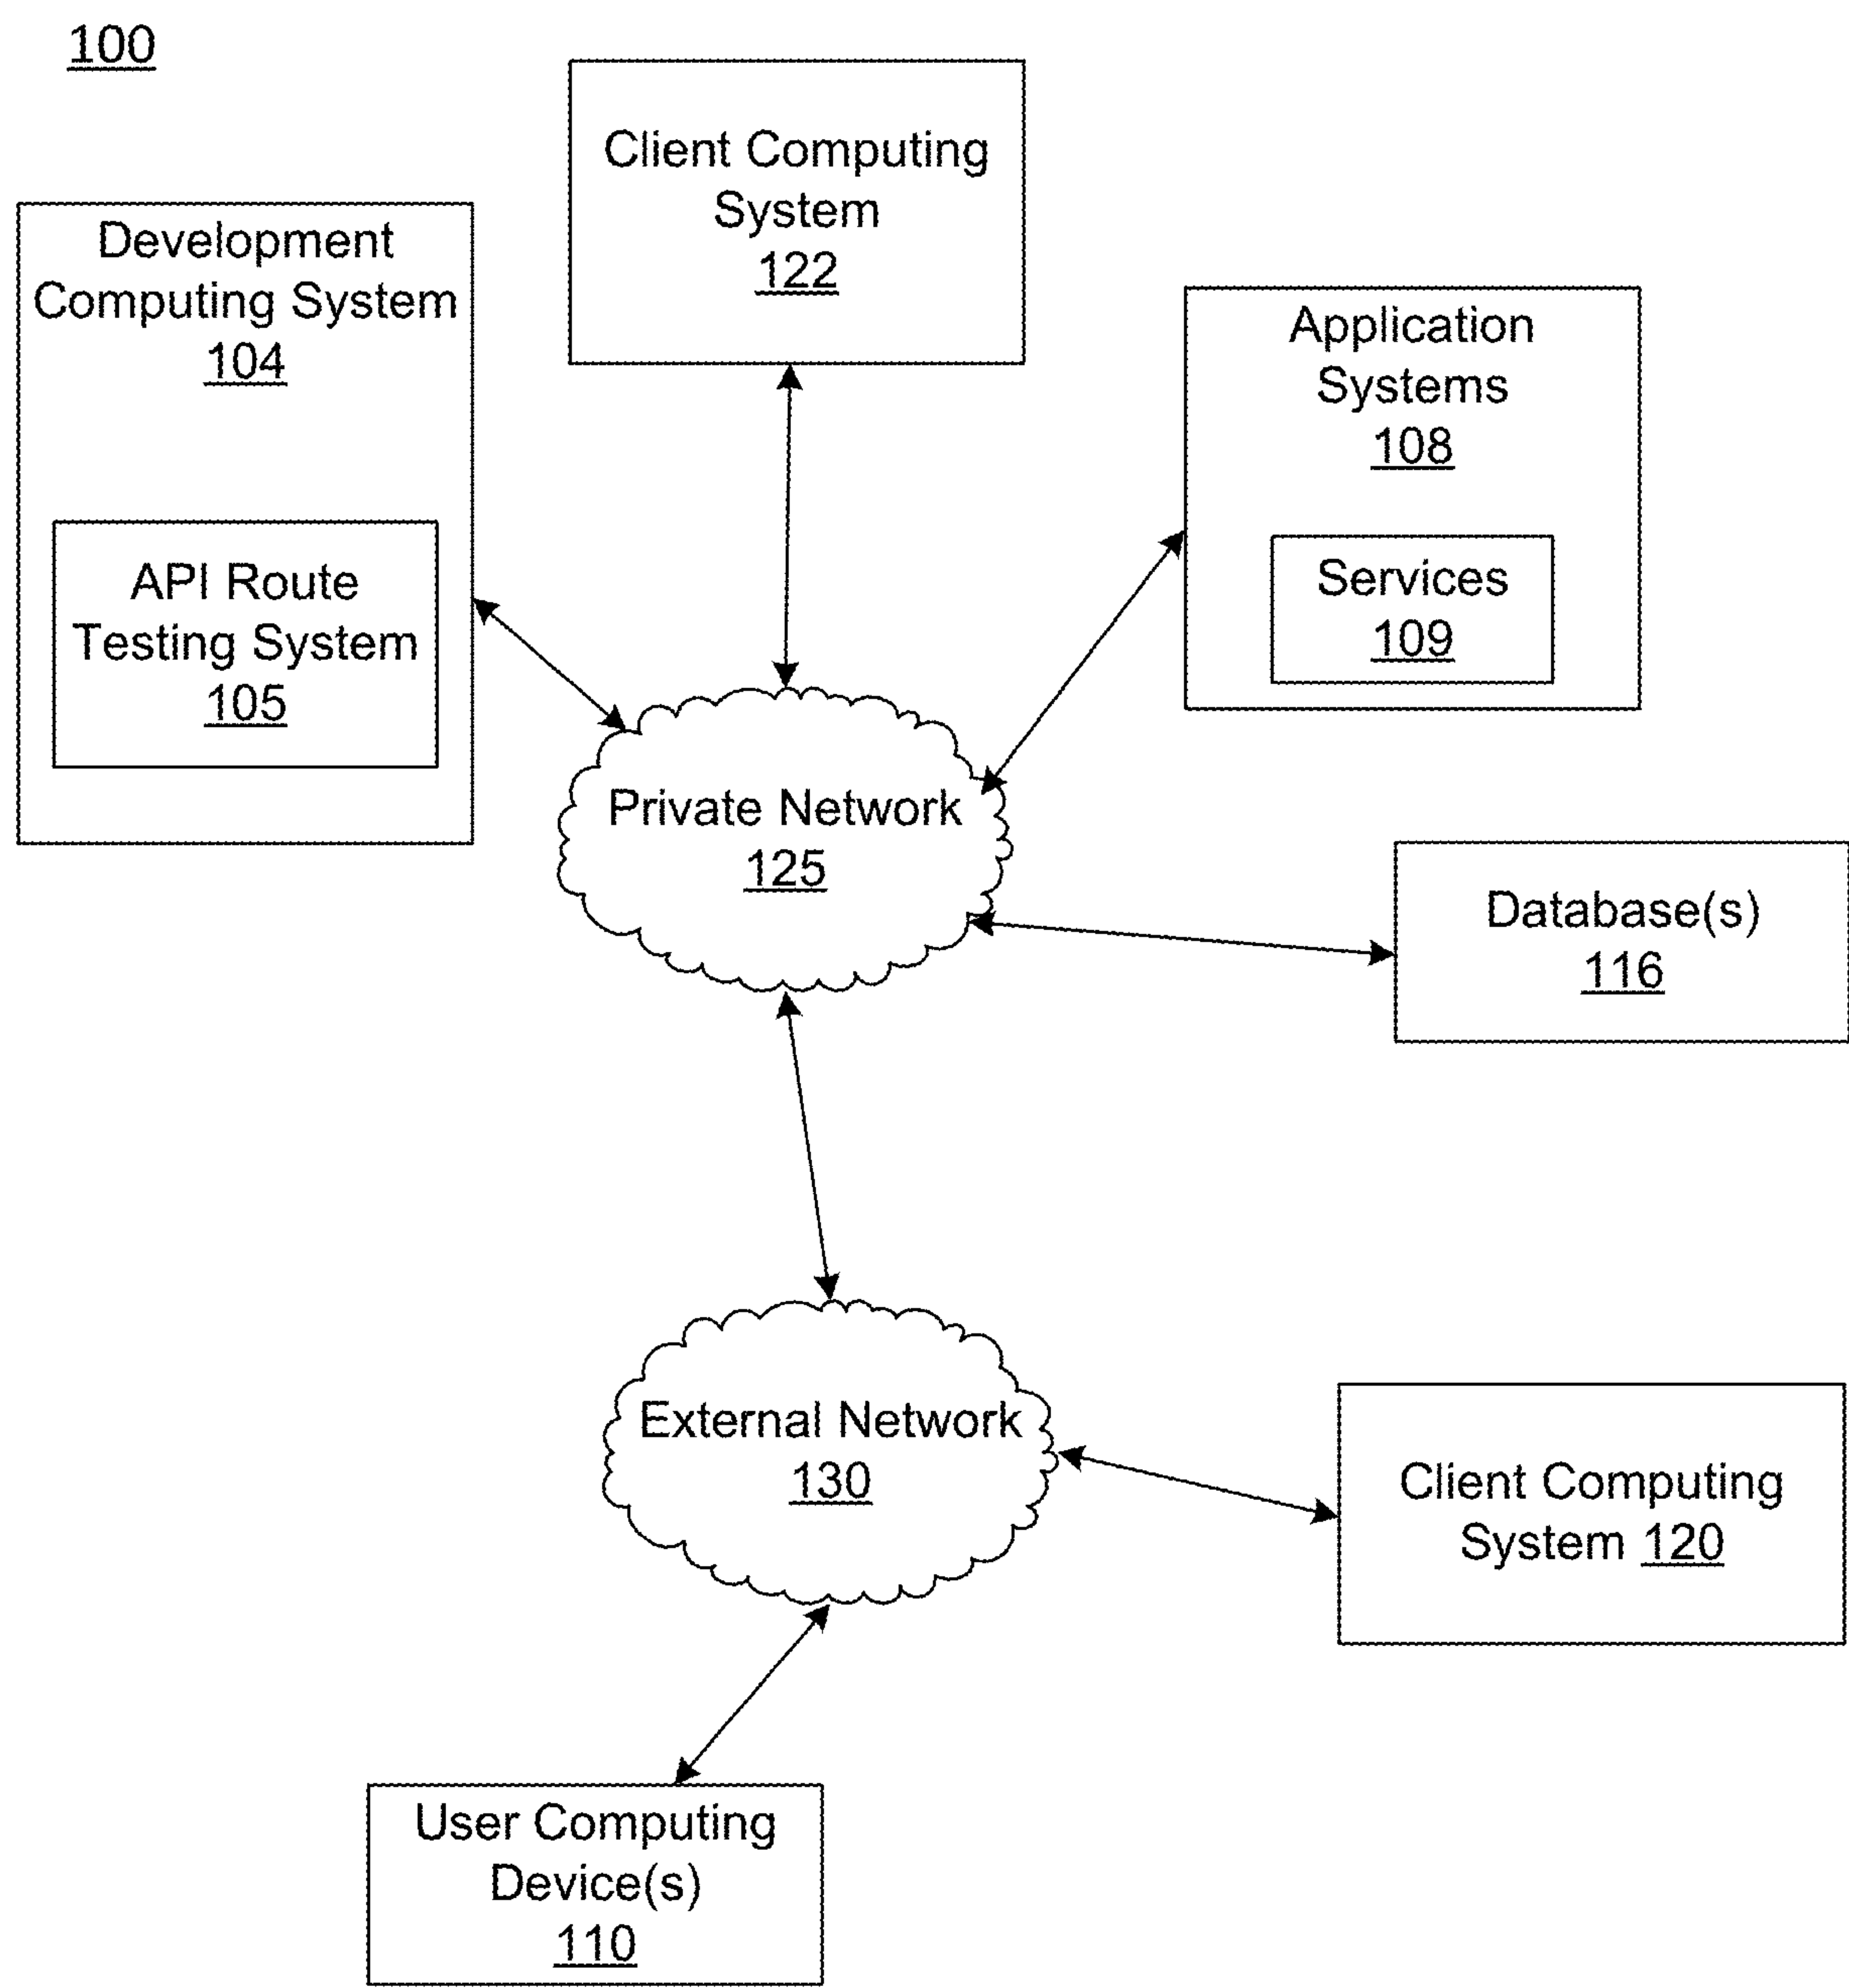 100
Client Computing
System
122
Development
Computing System
104
API Route
Testing System
105
Application
Systems
108
Services
109
Private Network
125
Database(s)
116
External Network
130
Client Computing
System 120
User Computing
Device(s)
110